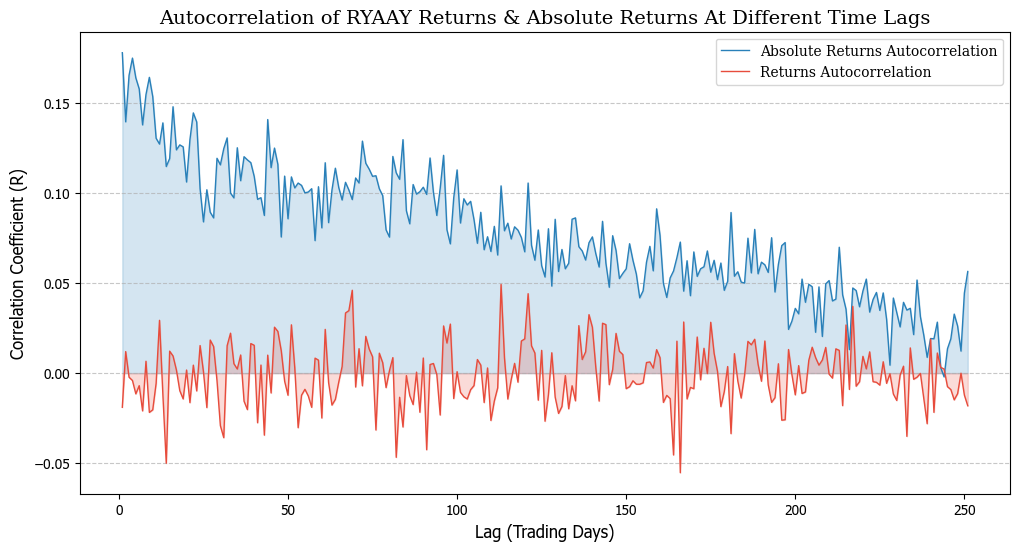 Autocorrelation of RYAAY Returns & Absolute Returns At Different Time Lags
Absolute Returns Autocorrelation
Returns Autocorrelation
Correlation Coefficient (R)
0.15
0.10
0.05
0.00
−0.05
0
50
100
150
200
250
Lag (Trading Days)